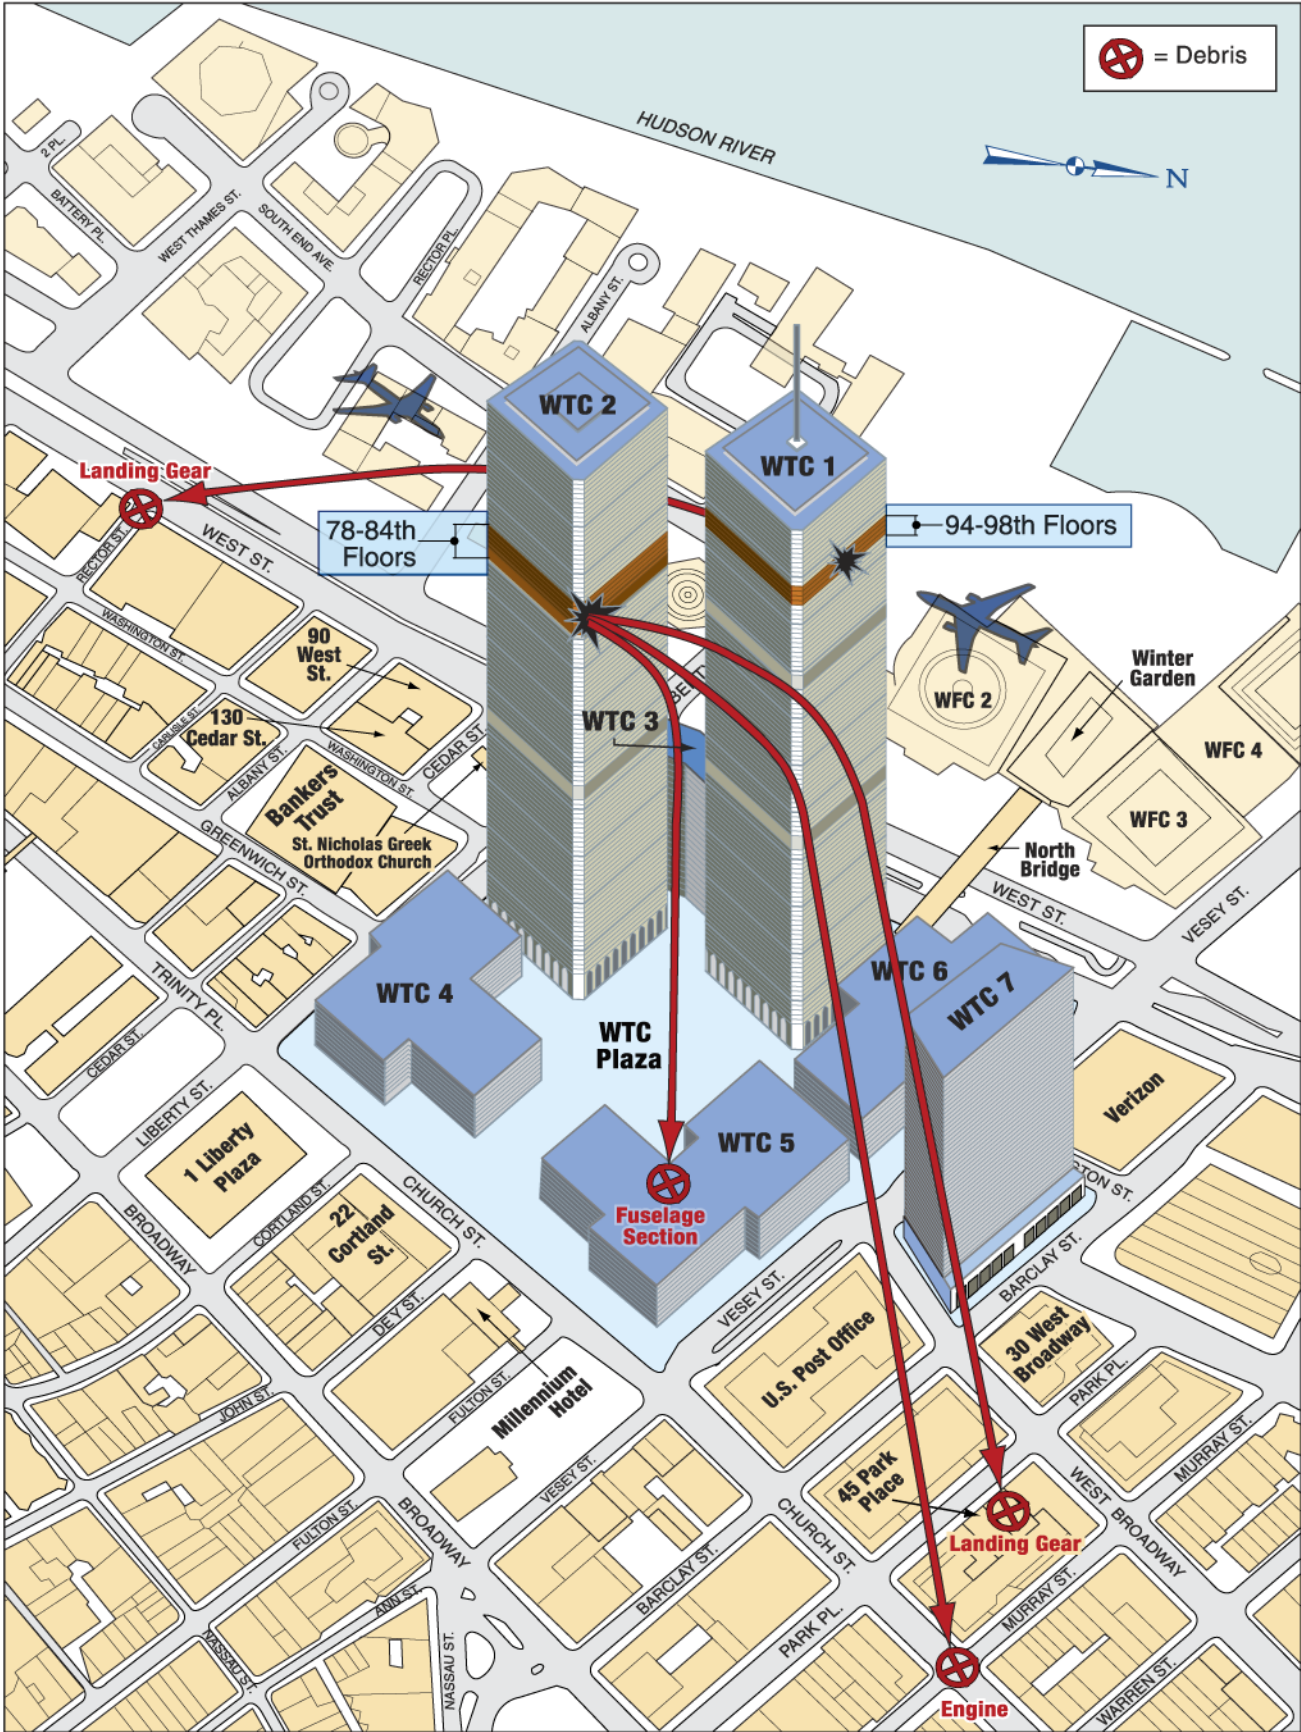 = Debris
HUDSON RIVER
N
2 PL.
BATTERY PL.
WEST THAMES ST.
SOUTH END AVE.
RECTOR PL.
ALBANY ST.
WTC 2
WTC 1
Landing Gear
78-84th
Floors
94-98th Floors
RECTOR ST.
WEST ST.
WASHINGTON ST.
90
West
St.
130
Cedar St.
CARLISLE ST.
ALBANY ST.
WASHINGTON ST.
CEDAR ST.
WTC 3
WFC 2
Winter
Garden
WFC 4
WFC 3
Bankers
Trust
St. Nicholas Greek
Orthodox Church
GREENWICH ST.
North
Bridge
WEST ST.
VESEY ST.
TRINITY PL.
CEDAR ST.
WTC 4
WTC 6
WTC 7
WTC
Plaza
LIBERTY ST.
1 Liberty
Plaza
WTC 5
Verizon
Fuselage
Section
TON ST.
BROADWAY
CORTLAND ST.
22
Cortland
St.
CHURCH ST.
BARCLAY ST.
VESEY ST.
DEY ST.
U.S. Post Office
30 West
Broadway
PARK PL.
JOHN ST.
FULTON ST.
Millennium
Hotel
MURRAY ST.
VESEY ST.
45 Park
Place
WEST BROADWAY
FULTON ST.
BROADWAY
CHURCH ST.
Landing Gear
BARCLAY ST.
ANN ST.
NASSAU ST.
NASSAU ST.
PARK PL.
MURRAY ST.
WARREN ST.
Engine